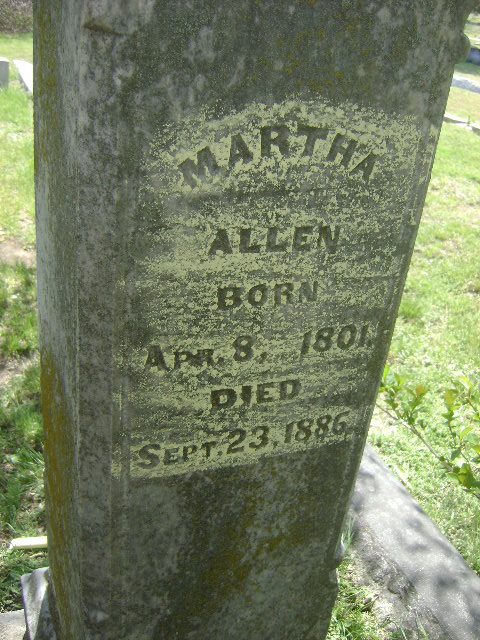 MARTHA
ALLEN
BORN
APR. 8, 1801.
DIED
SEPT. 23, 1886.